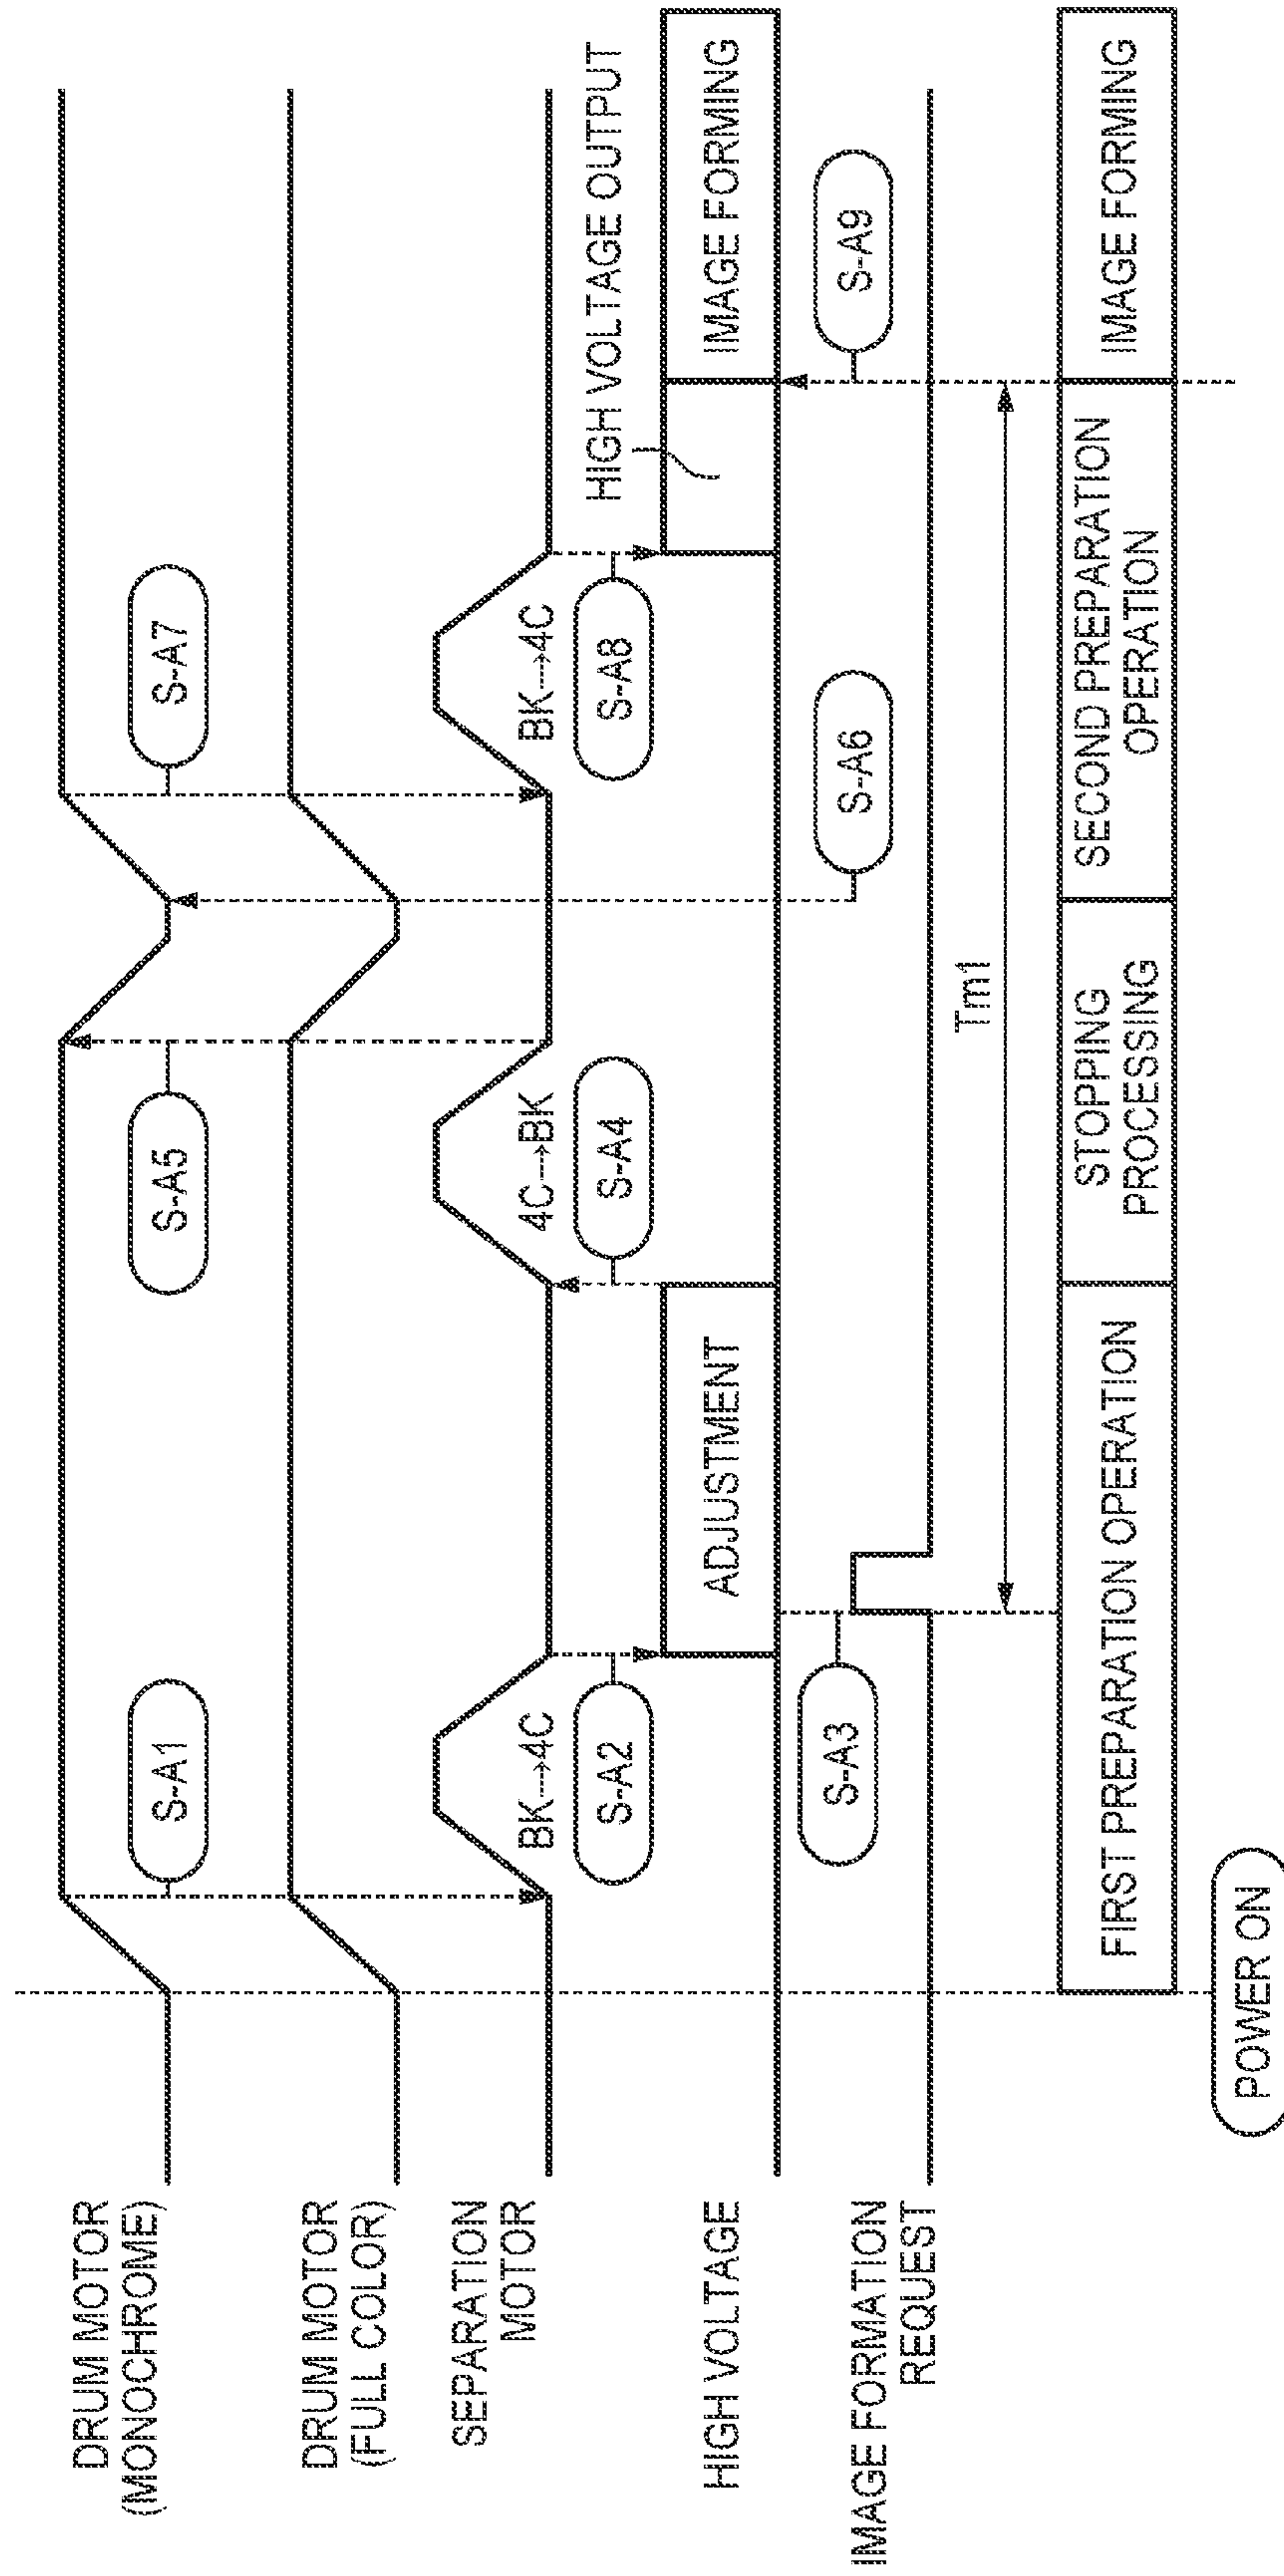 DRUM MOTOR
(MONOCHROME)
S-A1
S-A5
S-A7
DRUM MOTOR
(FULL COLOR)
SEPARATION
MOTOR
BK→4C
S-A2
4C→BK
S-A4
BK→4C
S-A8
HIGH VOLTAGE OUTPUT
HIGH VOLTAGE
ADJUSTMENT
IMAGE FORMING
IMAGE FORMATION
REQUEST
S-A3
S-A6
S-A9
Tm1
FIRST PREPARATION OPERATION
STOPPING
PROCESSING
SECOND PREPARATION
OPERATION
IMAGE FORMING
POWER ON